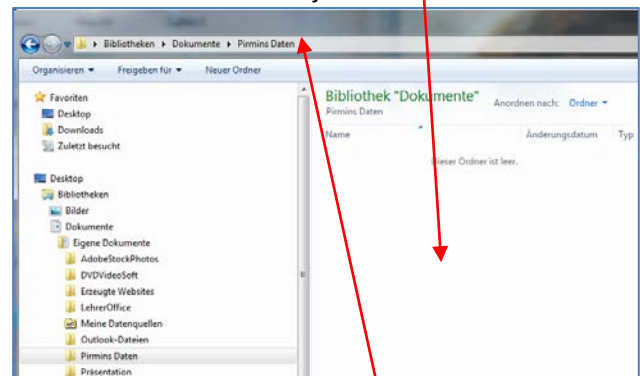 Bibliotheken ▸ Dokumente ▸ Pirmins Daten
Organisieren Freigeben für Neuer Ordner
Favoriten
Desktop
Downloads
Zuletzt besucht
Desktop
Bibliotheken
Bilder
Dokumente
Eigene Dokumente
AdobeStockPhotos
DVDVideoSoft
Erzeugte Websites
LehrerOffice
Meine Datenquellen
Outlook-Dateien
Pirmins Daten
Präsentation
Bibliothek "Dokumente"
Pirmins Daten
Anordnen nach: Ordner
Name Änderungsdatum Typ
Dieser Ordner ist leer.